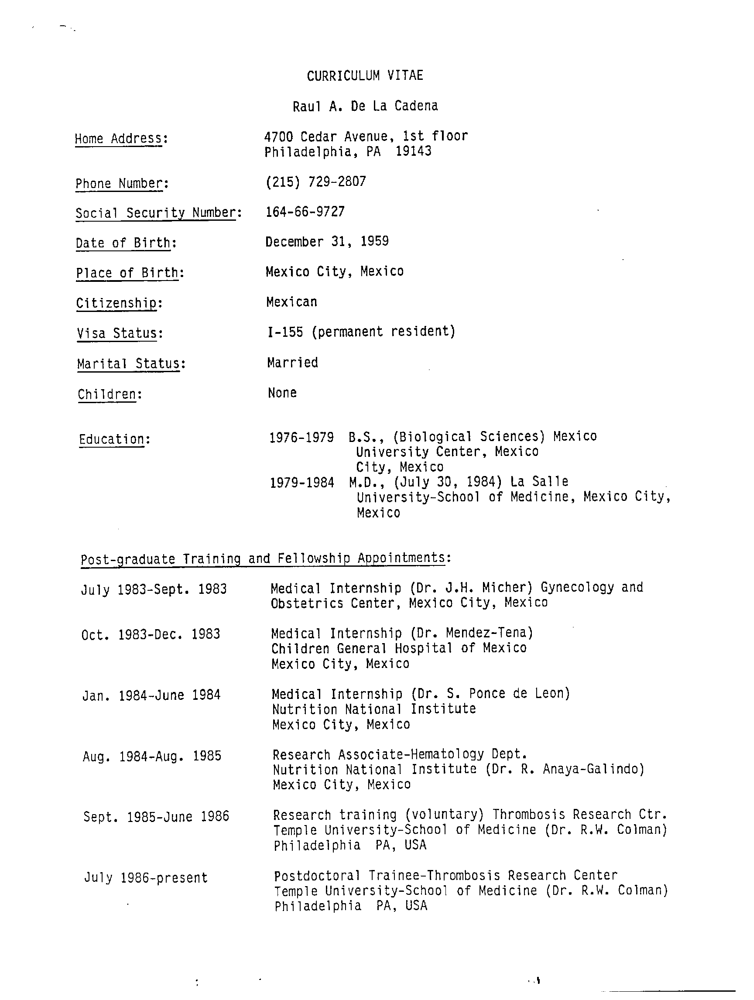 CURRICULUM VITAE
Raul A. De La Cadena
Home Address: 4700 Cedar Avenue, 1st floor
Philadelphia, PA 19143
Phone Number: (215) 729-2807
Social Security Number: 164-66-9727
Date of Birth: December 31, 1959
Place of Birth: Mexico City, Mexico
Citizenship: Mexican
Visa Status: I-155 (permanent resident)
Marital Status: Married
Children: None
Education: 1976-1979 B.S., (Biological Sciences) Mexico
University Center, Mexico
City, Mexico
1979-1984 M.D., (July 30, 1984) La Salle
University-School of Medicine, Mexico City,
Mexico
Post-graduate Training and Fellowship Appointments:
July 1983-Sept. 1983 Medical Internship (Dr. J.H. Micher) Gynecology and
Obstetrics Center, Mexico City, Mexico
Oct. 1983-Dec. 1983 Medical Internship (Dr. Mendez-Tena)
Children General Hospital of Mexico
Mexico City, Mexico
Jan. 1984-June 1984 Medical Internship (Dr. S. Ponce de Leon)
Nutrition National Institute
Mexico City, Mexico
Aug. 1984-Aug. 1985 Research Associate-Hematology Dept.
Nutrition National Institute (Dr. R. Anaya-Galindo)
Mexico City, Mexico
Sept. 1985-June 1986 Research training (voluntary) Thrombosis Research Ctr.
Temple University-School of Medicine (Dr. R.W. Colman)
Philadelphia PA, USA
July 1986-present Postdoctoral Trainee-Thrombosis Research Center
Temple University-School of Medicine (Dr. R.W. Colman)
Philadelphia PA, USA